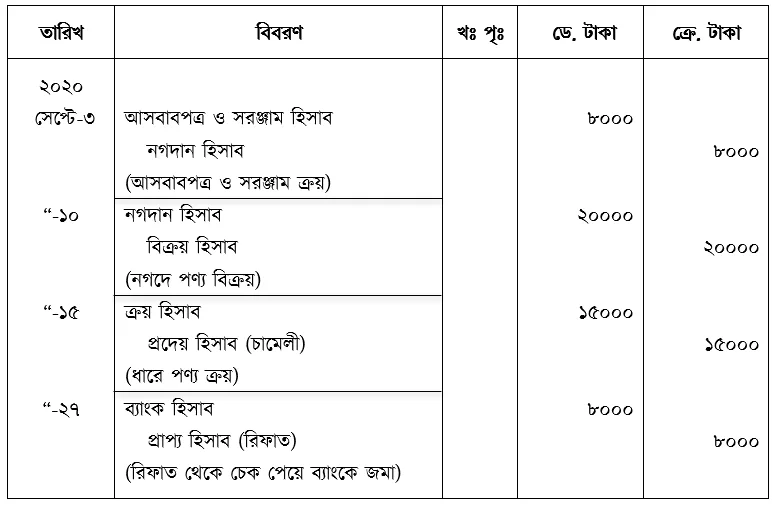 তারিখ বিবরণ খঃ পৃঃ ডে. টাকা ক্রে. টাকা
২০২০
সেপ্টে-৩ আসবাবপত্র ও সরঞ্জাম হিসাব ৮০০০
নগদান হিসাব ৮০০০
(আসবাবপত্র ও সরঞ্জাম ক্রয়)
“-১০ নগদান হিসাব ২০০০০
বিক্রয় হিসাব ২০০০০
(নগদে পণ্য বিক্রয়)
“-১৫ ক্রয় হিসাব ১৫০০০
প্রদেয় হিসাব (চামেলী) ১৫০০০
(ধারে পণ্য ক্রয়)
“-২৭ ব্যাংক হিসাব ৮০০০
প্রাপ্য হিসাব (রিফাত) ৮০০০
(রিফাত থেকে চেক পেয়ে ব্যাংকে জমা)